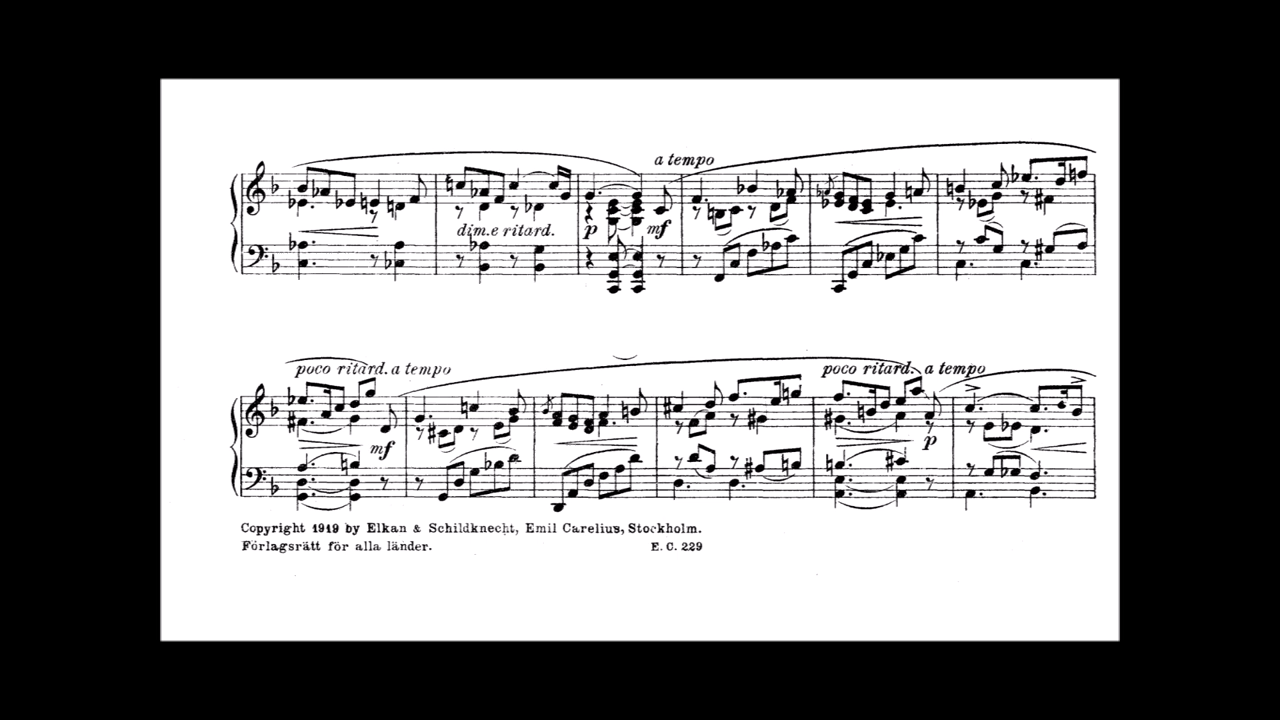 a tempo
dim. e ritard.
p
mf
poco ritard. a tempo
poco ritard. a tempo
mf
p
Copyright 1919 by Elkan & Schildknecht, Emil Carelius, Stockholm.
Förlagsrätt för alla länder.
E. C. 229